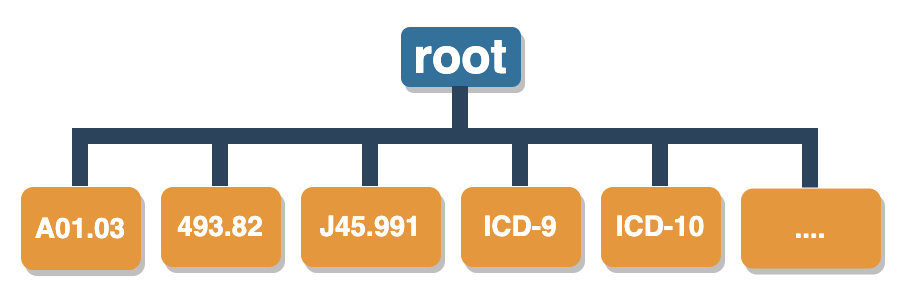 root
A01.03
493.82
J45.991
ICD-9
ICD-10
....